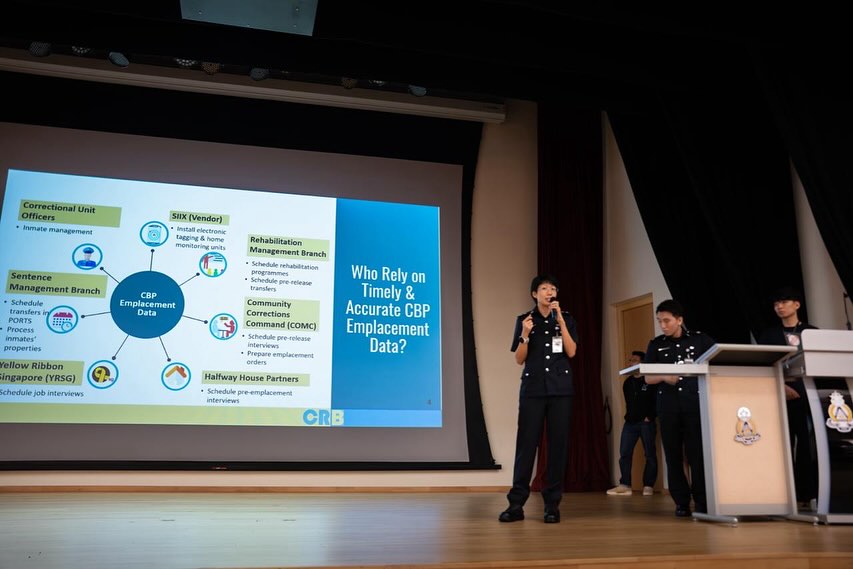 Correctional Unit
Officers
• Inmate management
SIIX (Vendor)
• Install electronic
tagging & home
monitoring units
Rehabilitation
Management Branch
• Schedule rehabilitation
programmes
• Schedule pre-release
transfers
Sentence
Management Branch
• Schedule
transfers in
PORTS
• Process
inmates'
properties
CBP
Emplacement
Data
Community
Corrections
Command (COMC)
• Schedule pre-release
interviews
• Prepare emplacement
orders
Yellow Ribbon
Singapore (YRSG)
Schedule job interviews
Halfway House Partners
• Schedule pre-emplacement
interviews
Who Rely on
Timely &
Accurate CBP
Emplacement
Data?
CRB
4